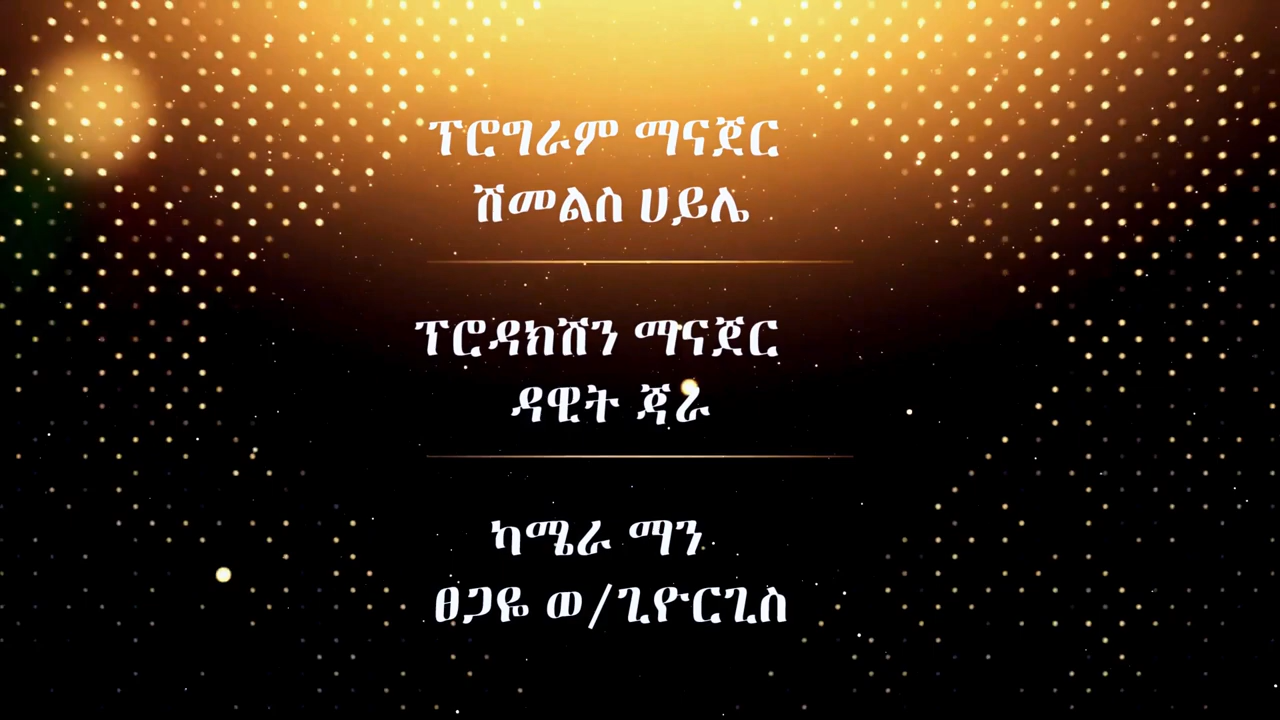 ፕሮግራም ማናጀር
ሽመልስ ሀይሌ
ፕሮዳክሽን ማናጀር
ዳዊት ጃራ
ካሜራ ማን
ፀጋዬ ወ/ጊዮርጊስ